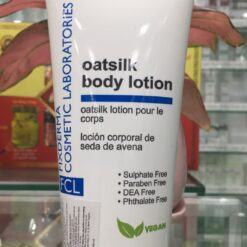 oatsilk
body lotion
oatsilk lotion pour le
corps
loción corporal de
seda de avena
• Sulphate Free
• Paraben Free
• DEA Free
• Phthalate Free
VEGAN
FIXDERMA
COSMETIC LABORATORIES
FCL